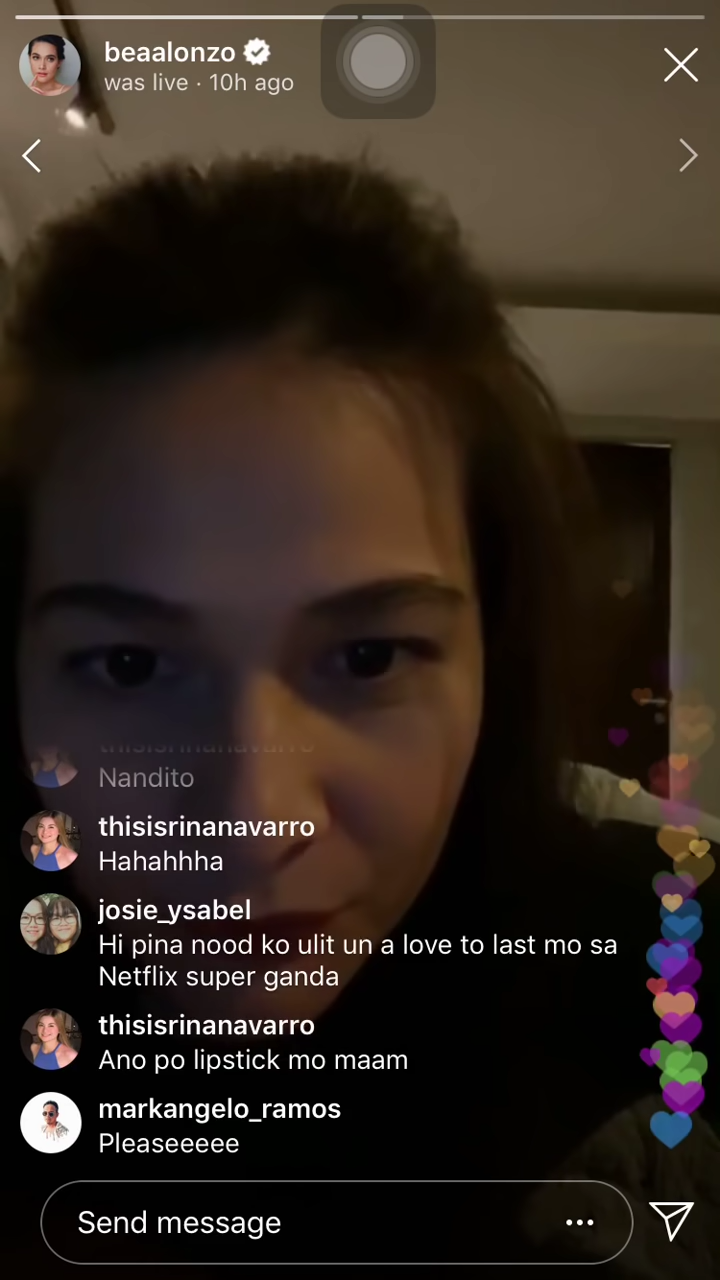 beaalonzo
was live · 10h ago
thisisrinanavarro
Nandito
thisisrinanavarro
Hahahhha
josie_ysabel
Hi pina nood ko ulit un a love to last mo sa
Netflix super ganda
thisisrinanavarro
Ano po lipstick mo maam
markangelo_ramos
Pleaseeeee
Send message